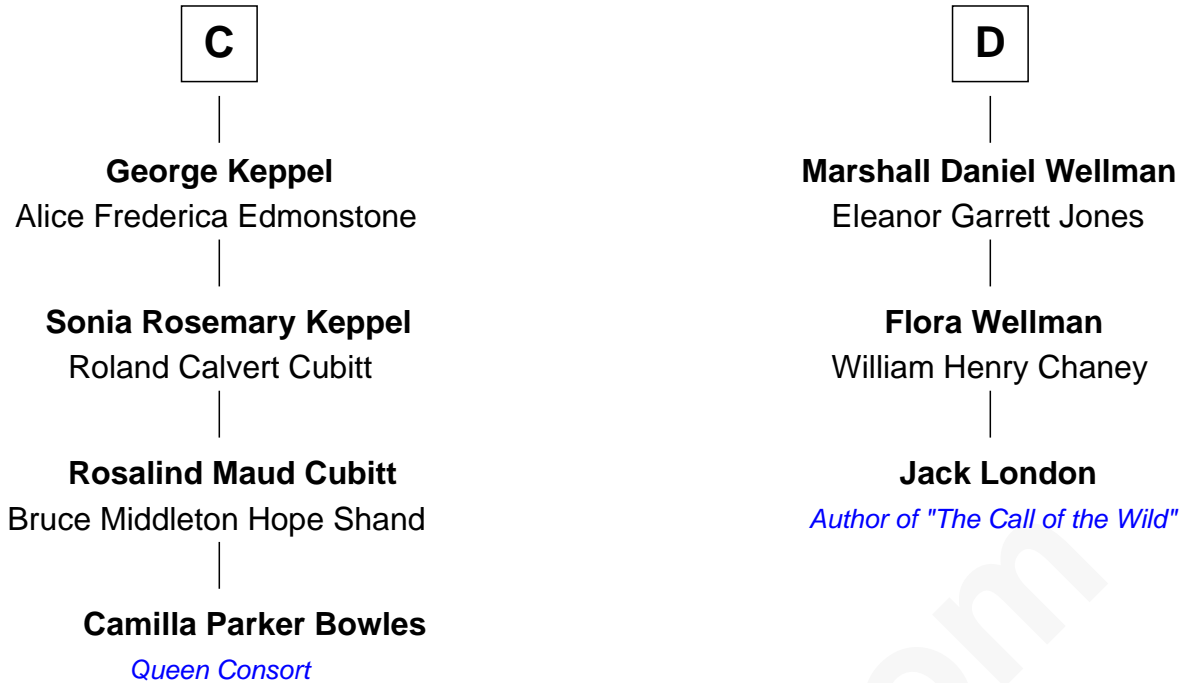 C
George Keppel
Alice Frederica Edmonstone
Sonia Rosemary Keppel
Roland Calvert Cubitt
Rosalind Maud Cubitt
Bruce Middleton Hope Shand
Camilla Parker Bowles
Queen Consort
D
Marshall Daniel Wellman
Eleanor Garrett Jones
Flora Wellman
William Henry Chaney
Jack London
Author of "The Call of the Wild"
om